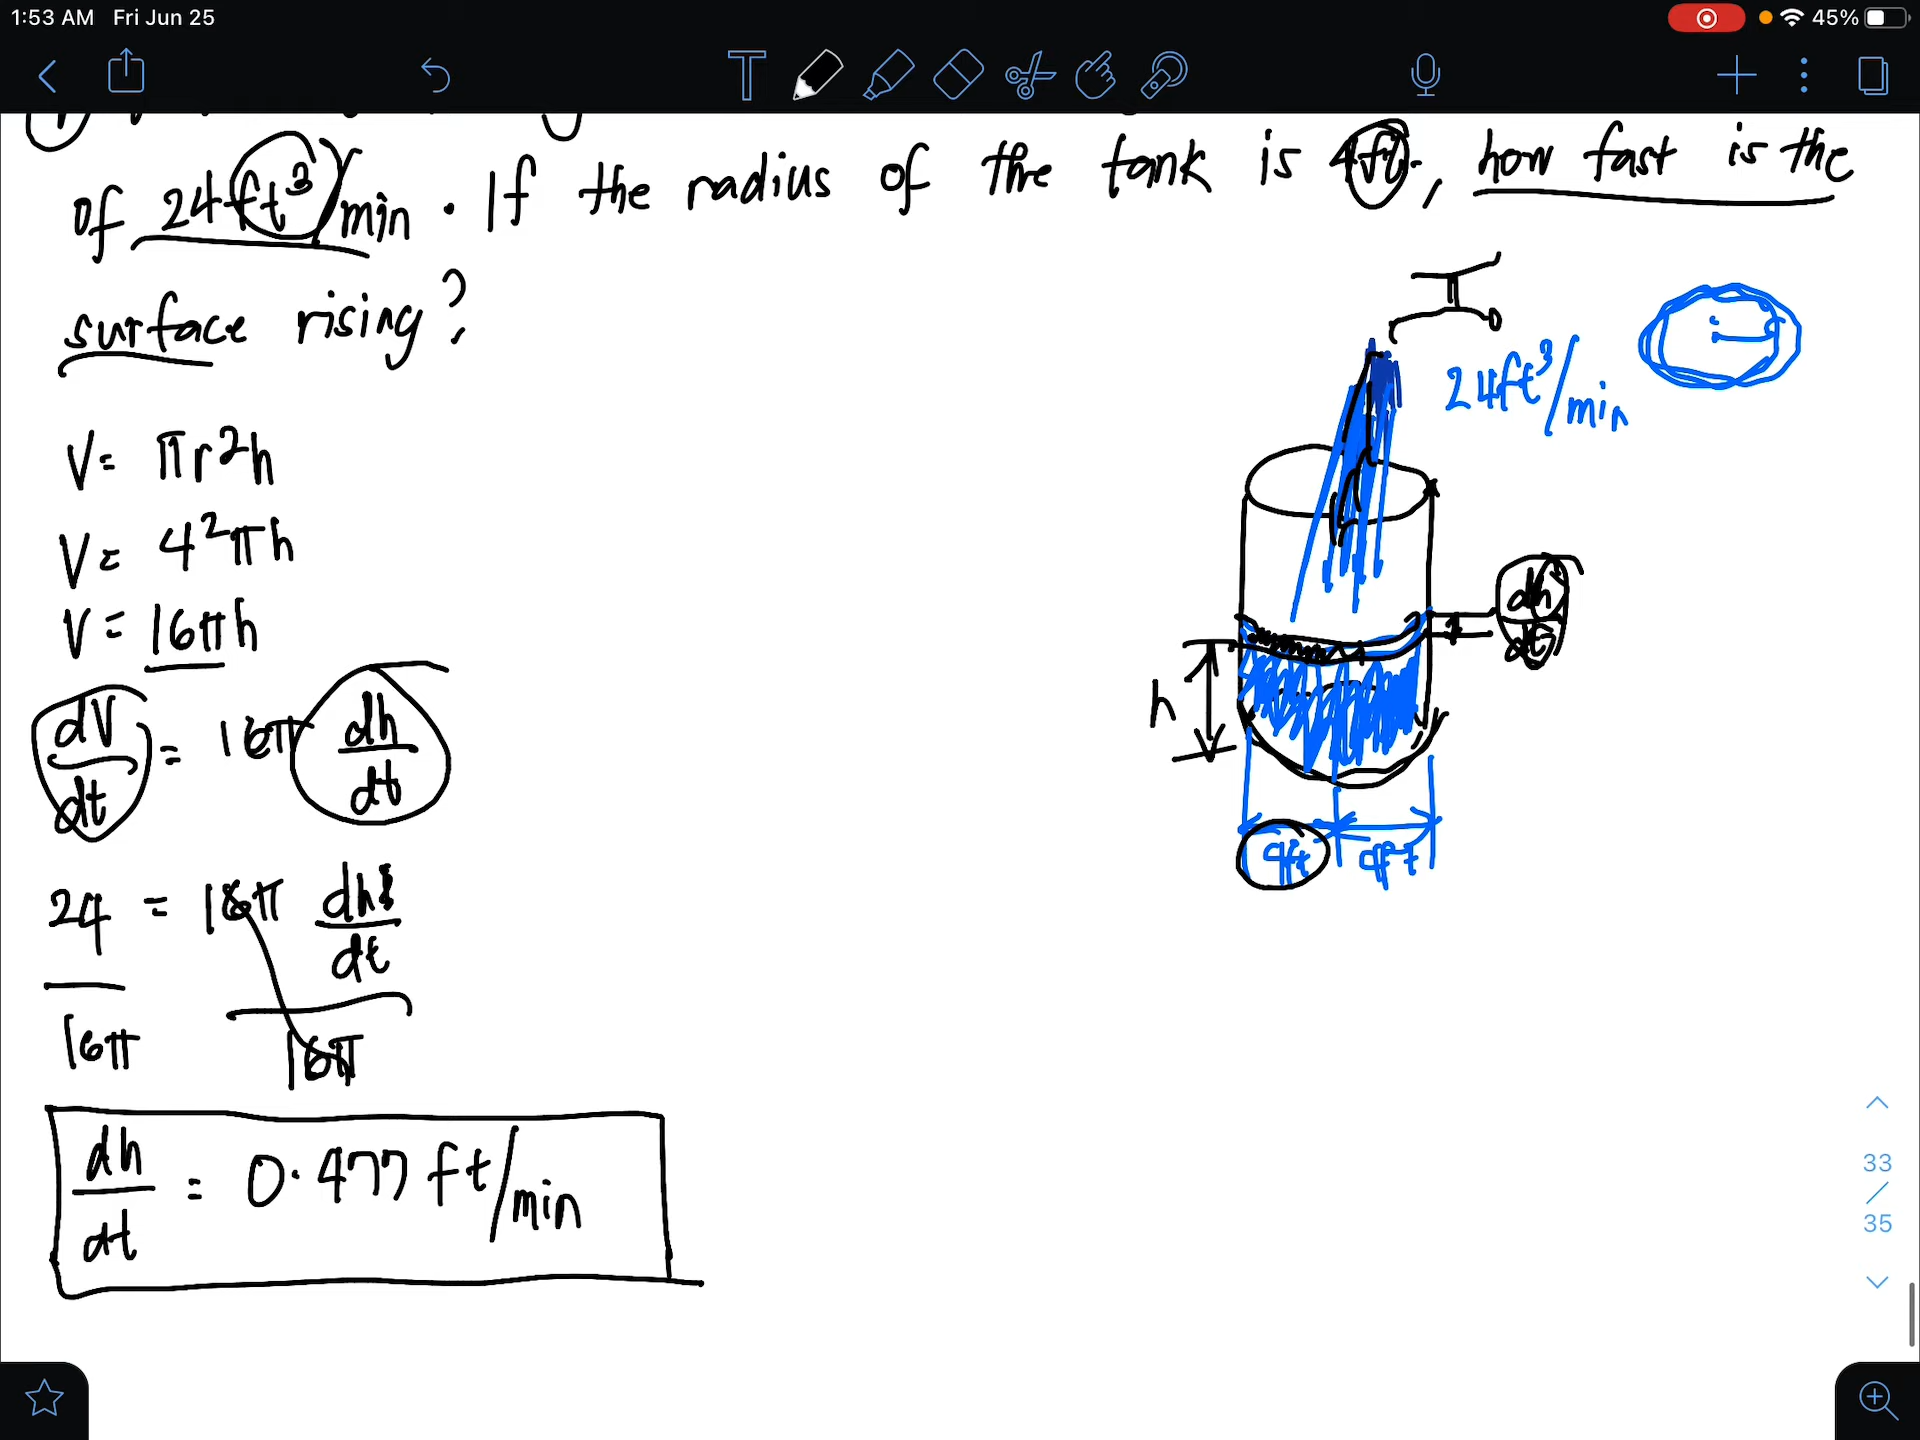 1:53 AM Fri Jun 25
45%
of 24ft³/min. If the radius of the tank is 4ft., how fast is the
surface rising?
24ft³/min
V= πr²h
V= 4²πh
V= 16πh
dh/dt
h
dV/dt = 16π dh/dt
4ft 4ft
24 = 16π dh/dt
16π 16π
dh/dt = 0.477 ft/min
33
/
35